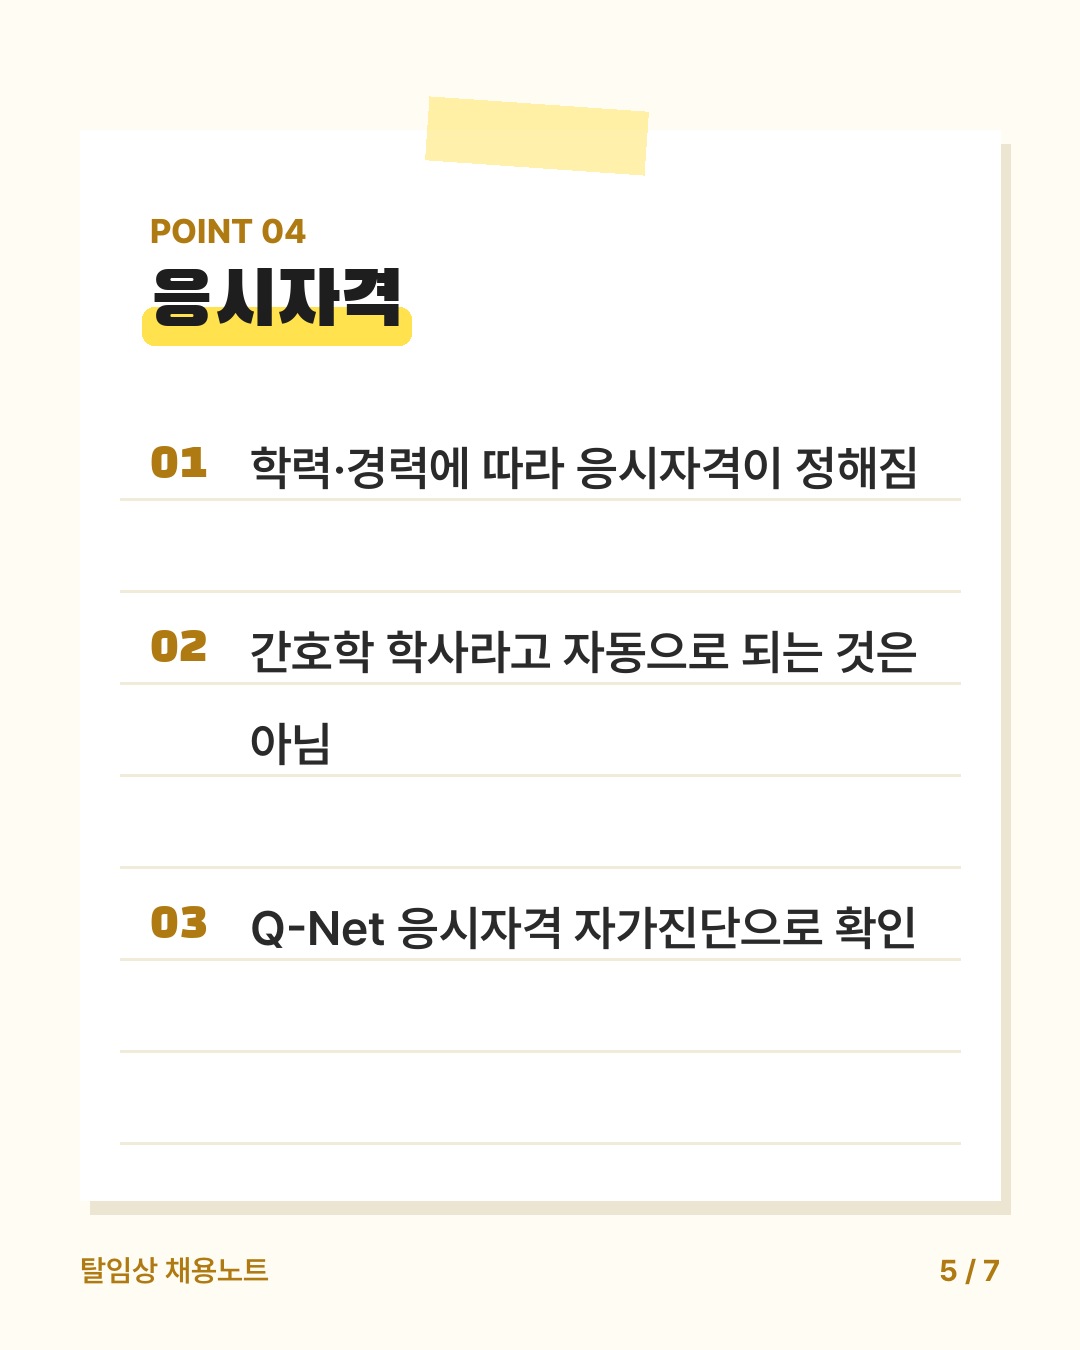 POINT 04
응시자격
01 학력·경력에 따라 응시자격이 정해짐
02 간호학 학사라고 자동으로 되는 것은
아님
03 Q-Net 응시자격 자가진단으로 확인
탈임상 채용노트
5 / 7